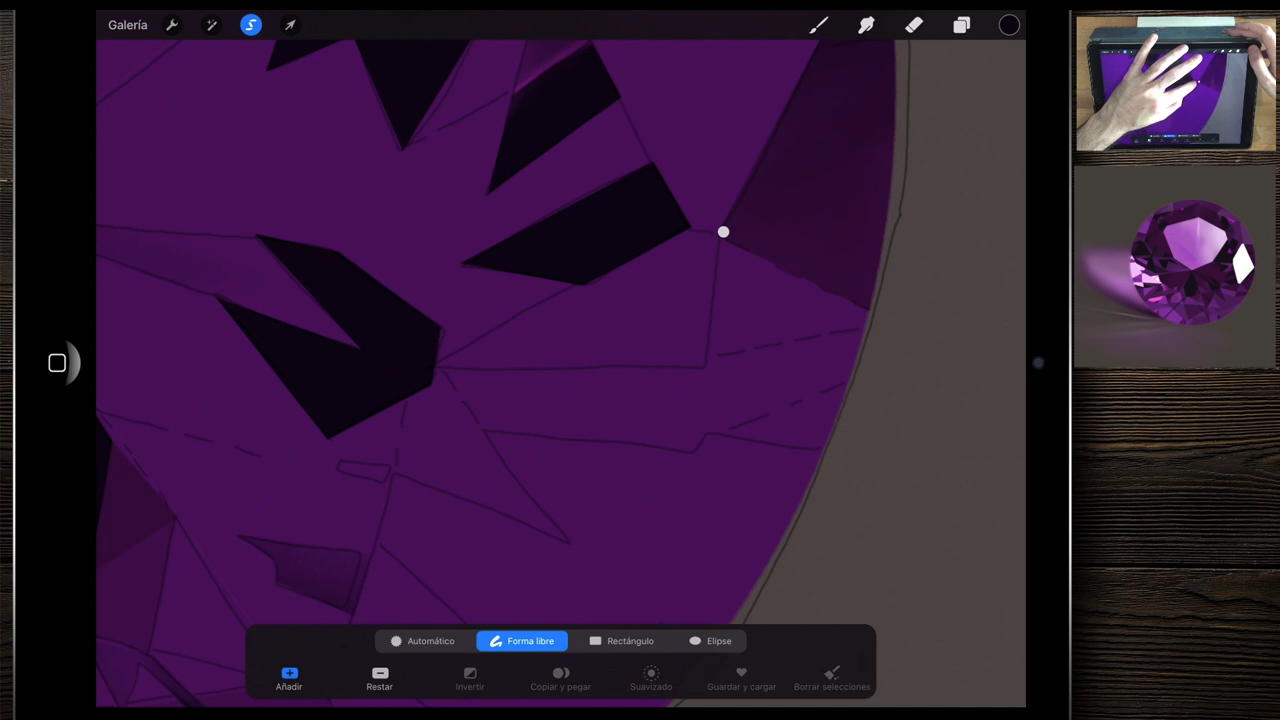 Galería
Automático Forma libre Rectángulo Elipse
Añadir Restar Invertir Copiar y pegar Suavizado Guardar y cargar Borrar selecciones